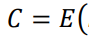 C = E(